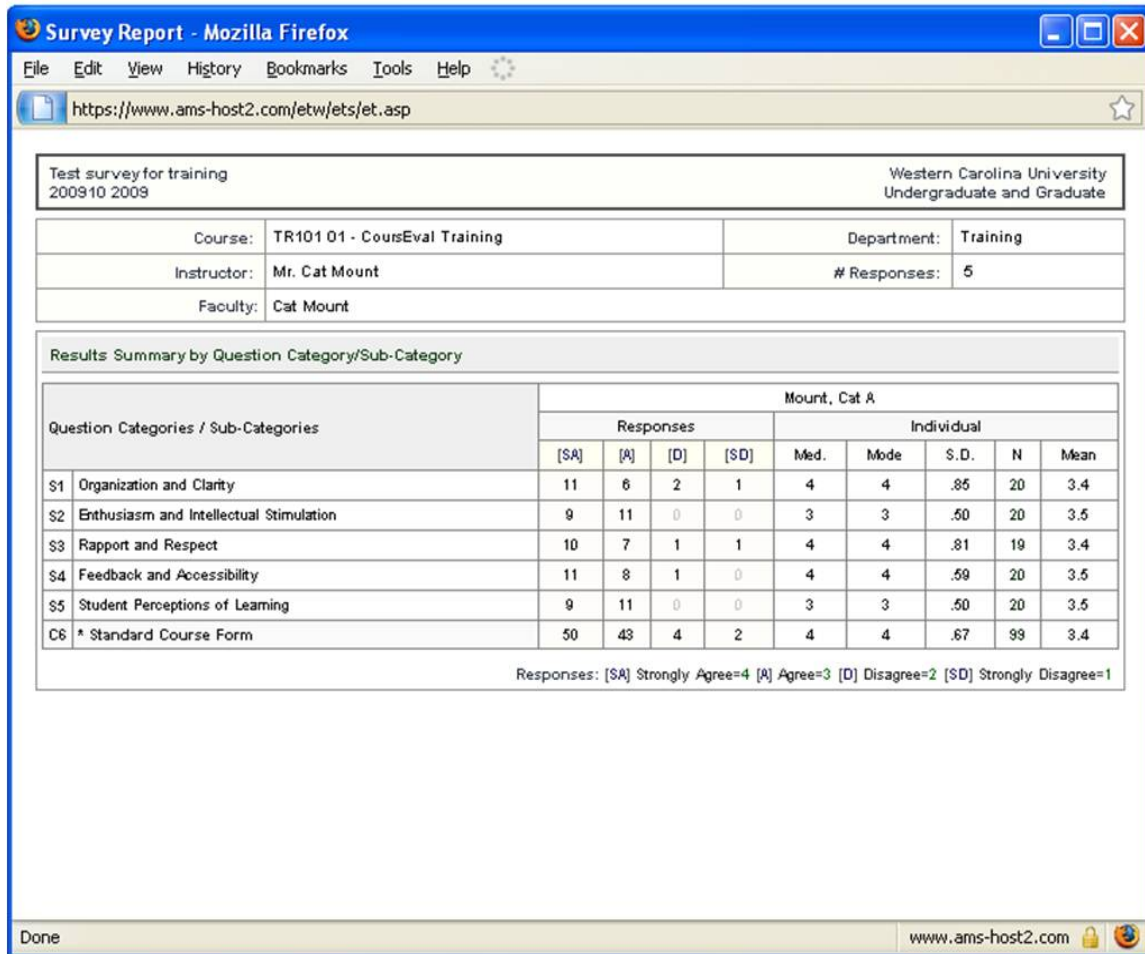 Survey Report - Mozilla Firefox
File Edit View History Bookmarks Tools Help
https://www.ams-host2.com/etw/ets/et.asp
Test survey for training Western Carolina University
200910 2009 Undergraduate and Graduate
Course: TR101 01 - CoursEval Training Department: Training
Instructor: Mr. Cat Mount # Responses: 5
Faculty: Cat Mount
Results Summary by Question Category/Sub-Category
Mount, Cat A
Question Categories / Sub-Categories Responses Individual
[SA] [A] [D] [SD] Med. Mode S.D. N Mean
S1 Organization and Clarity 11 6 2 1 4 4 .85 20 3.4
S2 Enthusiasm and Intellectual Stimulation 9 11 0 0 3 3 .50 20 3.5
S3 Rapport and Respect 10 7 1 1 4 4 .81 19 3.4
S4 Feedback and Accessibility 11 8 1 0 4 4 .59 20 3.5
S5 Student Perceptions of Learning 9 11 0 0 3 3 .50 20 3.5
C6 * Standard Course Form 50 43 4 2 4 4 .67 99 3.4
Responses: [SA] Strongly Agree=4 [A] Agree=3 [D] Disagree=2 [SD] Strongly Disagree=1
Done www.ams-host2.com